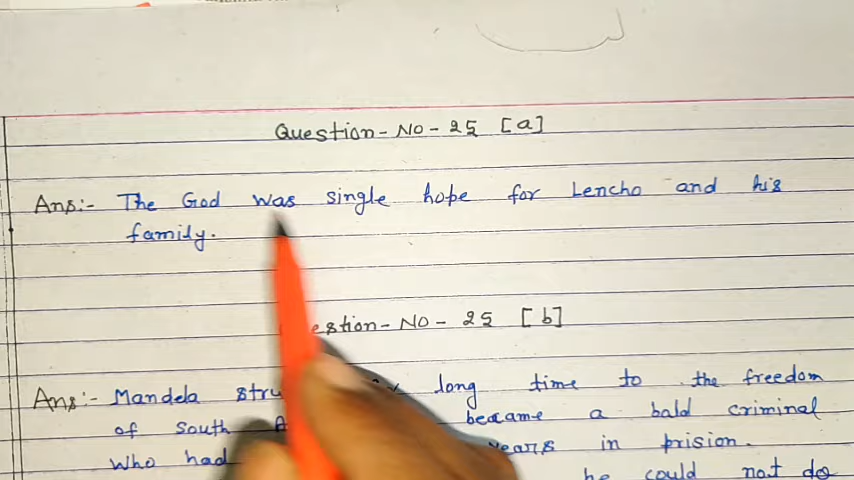 Question-No-25 [a]
Ans:- The God was single hope for Lencho and his
family.
estion-No- 25 [b]
Ans:- Mandela stru long time to the freedom
of south A became a bald criminal
who had years in prision.
he could not do